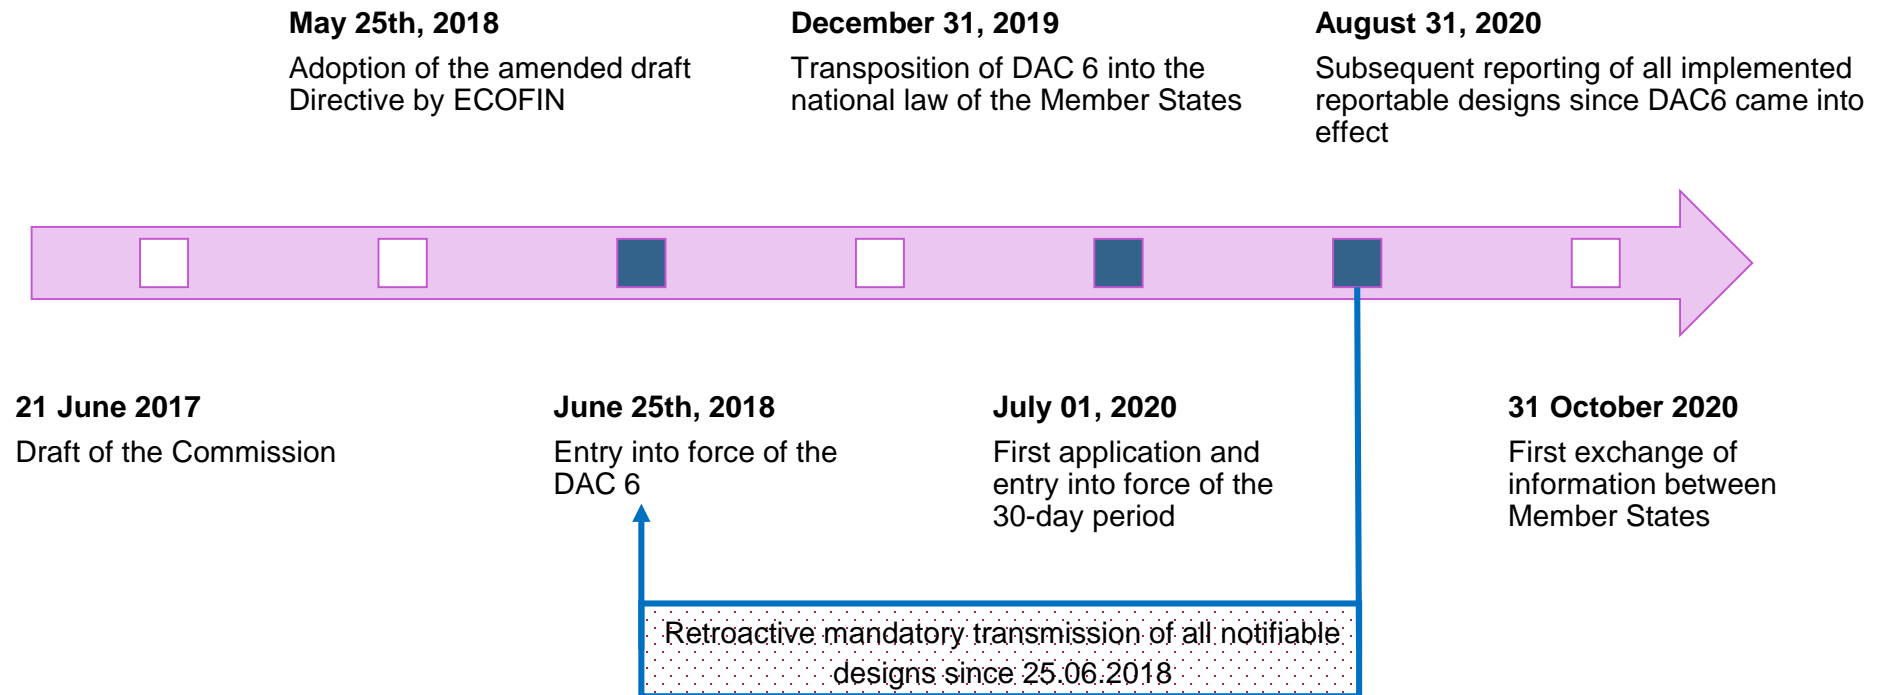 May 25th, 2018
Adoption of the amended draft
Directive by ECOFIN
December 31, 2019
Transposition of DAC 6 into the
national law of the Member States
August 31, 2020
Subsequent reporting of all implemented
reportable designs since DAC6 came into
effect
21 June 2017
Draft of the Commission
June 25th, 2018
Entry into force of the
DAC 6
July 01, 2020
First application and
entry into force of the
30-day period
31 October 2020
First exchange of
information between
Member States
Retroactive mandatory transmission of all notifiable
designs since 25.06.2018